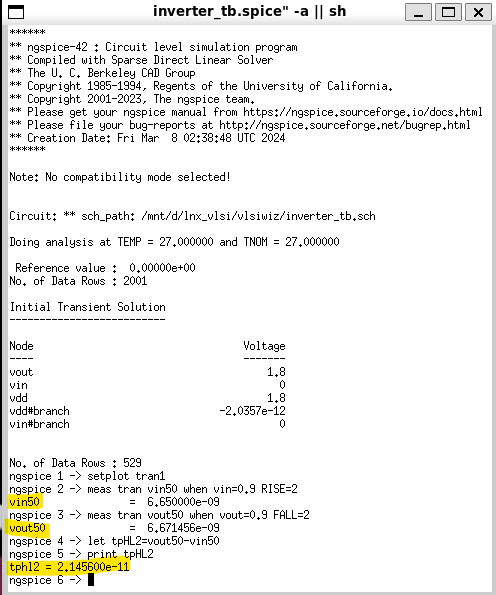 inverter_tb.spice" -a || sh
******
** ngspice-42 : Circuit level simulation program
** Compiled with Sparse Direct Linear Solver
** The U. C. Berkeley CAD Group
** Copyright 1985-1994, Regents of the University of California.
** Copyright 2001-2023, The ngspice team.
** Please get your ngspice manual from https://ngspice.sourceforge.io/docs.html
** Please file your bug-reports at http://ngspice.sourceforge.net/bugrep.html
** Creation Date: Fri Mar  8 02:38:48 UTC 2024
******
Note: No compatibility mode selected!
Circuit: ** sch_path: /mnt/d/lnx_vlsi/vlsiwiz/inverter_tb.sch
Doing analysis at TEMP = 27.000000 and TNOM = 27.000000
Reference value :  0.00000e+00
No. of Data Rows : 2001
Initial Transient Solution
--------------------------
Node Voltage
---- -------
vout 1.8
vin 0
vdd 1.8
vdd#branch -2.0357e-12
vin#branch 0
No. of Data Rows : 529
ngspice 1 -> setplot tran1
ngspice 2 -> meas tran vin50 when vin=0.9 RISE=2
vin50 =  6.650000e-09
ngspice 3 -> meas tran vout50 when vout=0.9 FALL=2
vout50 =  6.671456e-09
ngspice 4 -> let tpHL2=vout50-vin50
ngspice 5 -> print tpHL2
tphl2 = 2.145600e-11
ngspice 6 ->